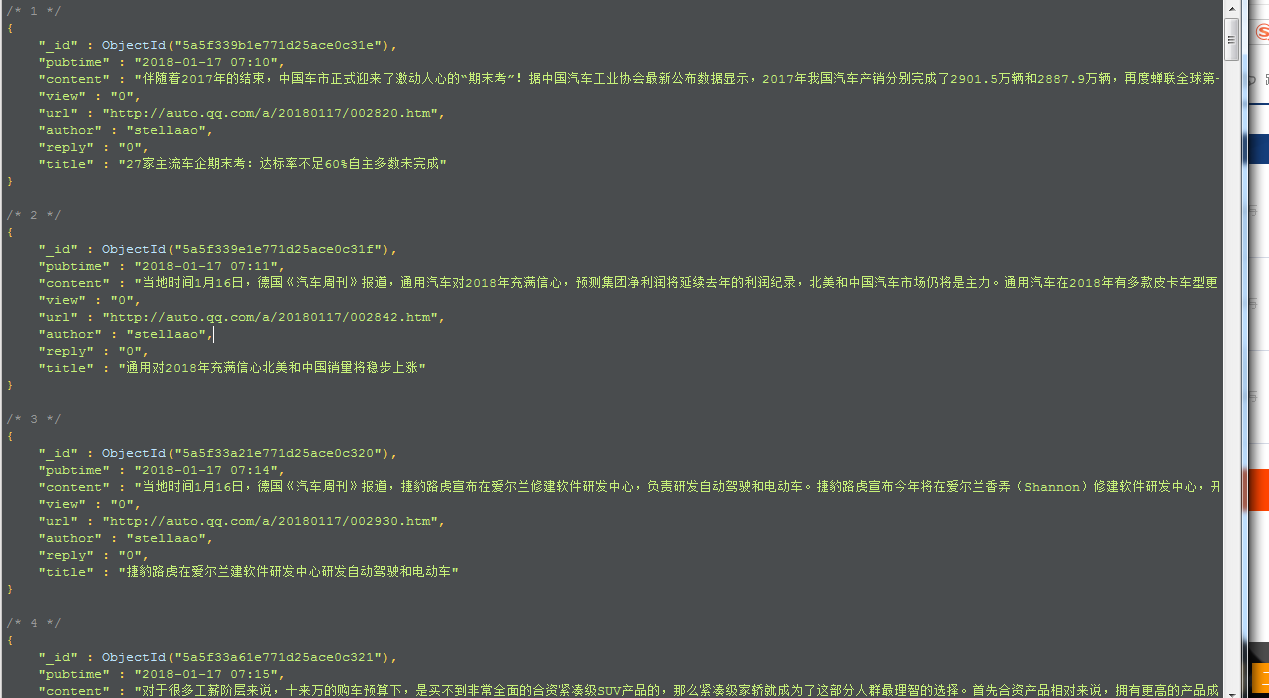 /* 1 */
{
"_id" : ObjectId("5a5f339b1e771d25ace0c31e"),
"pubtime" : "2018-01-17 07:10",
"content" : "伴随着2017年的结束，中国车市正式迎来了激动人心的“期末考”！据中国汽车工业协会最新公布数据显示，2017年我国汽车产销分别完成了2901.5万辆和2887.9万辆，再度蝉联全球第一
"view" : "0",
"url" : "http://auto.qq.com/a/20180117/002820.htm",
"author" : "stellaao",
"reply" : "0",
"title" : "27家主流车企期末考：达标率不足60%自主多数未完成"
}
/* 2 */
{
"_id" : ObjectId("5a5f339e1e771d25ace0c31f"),
"pubtime" : "2018-01-17 07:11",
"content" : "当地时间1月16日，德国《汽车周刊》报道，通用汽车对2018年充满信心，预测集团净利润将延续去年的利润纪录，北美和中国汽车市场仍将是主力。通用汽车在2018年有多款皮卡车型更
"view" : "0",
"url" : "http://auto.qq.com/a/20180117/002842.htm",
"author" : "stellaao",
"reply" : "0",
"title" : "通用对2018年充满信心北美和中国销量将稳步上涨"
}
/* 3 */
{
"_id" : ObjectId("5a5f33a21e771d25ace0c320"),
"pubtime" : "2018-01-17 07:14",
"content" : "当地时间1月16日，德国《汽车周刊》报道，捷豹路虎宣布在爱尔兰修建软件研发中心，负责研发自动驾驶和电动车。捷豹路虎宣布今年将在爱尔兰香弄（Shannon）修建软件研发中心，开
"view" : "0",
"url" : "http://auto.qq.com/a/20180117/002930.htm",
"author" : "stellaao",
"reply" : "0",
"title" : "捷豹路虎在爱尔兰建软件研发中心研发自动驾驶和电动车"
}
/* 4 */
{
"_id" : ObjectId("5a5f33a61e771d25ace0c321"),
"pubtime" : "2018-01-17 07:15",
"content" : "对于很多工薪阶层来说，十来万的购车预算下，是买不到非常全面的合资紧凑级SUV产品的，那么紧凑级家轿就成为了这部分人群最理智的选择。首先合资产品相对来说，拥有更高的产品成